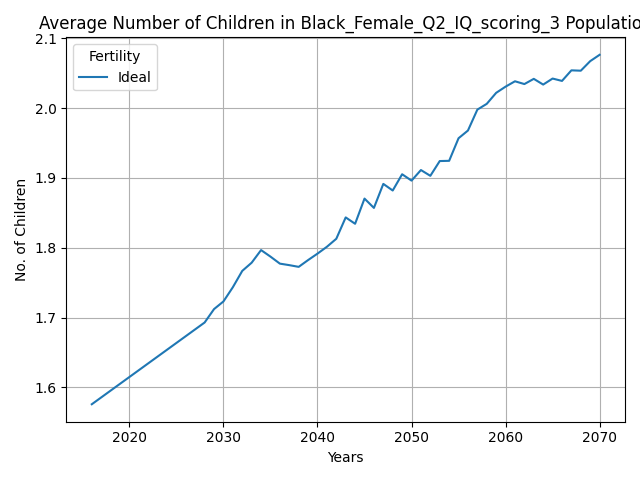 Average Number of Children in Black_Female_Q2_IQ_scoring_3 Populatio
2.1
2.0
1.9
1.8
1.7
1.6
No. of Children
Fertility
Ideal
2020 2030 2040 2050 2060 2070
Years